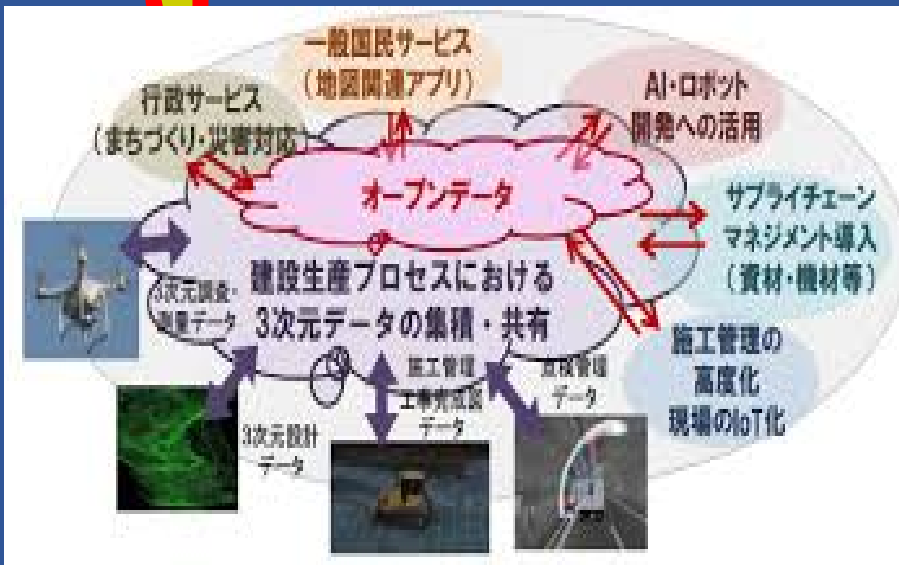 一般国民サービス
(地図関連アプリ)
行政サービス
(まちづくり・災害対応)
AI・ロボット
開発への活用
オープンデータ
サプライチェーン
マネジメント導入
(資材・機材等)
建設生産プロセスにおける
3次元データの集積・共有
3次元調査・
測量データ
施工管理の
高度化
現場のIoT化
施工管理
工事完成図
データ
点検管理
データ
3次元設計
データ